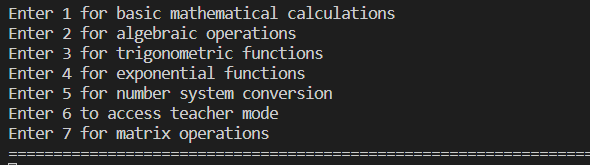 Enter 1 for basic mathematical calculations
Enter 2 for algebraic operations
Enter 3 for trigonometric functions
Enter 4 for exponential functions
Enter 5 for number system conversion
Enter 6 to access teacher mode
Enter 7 for matrix operations
=================================================================